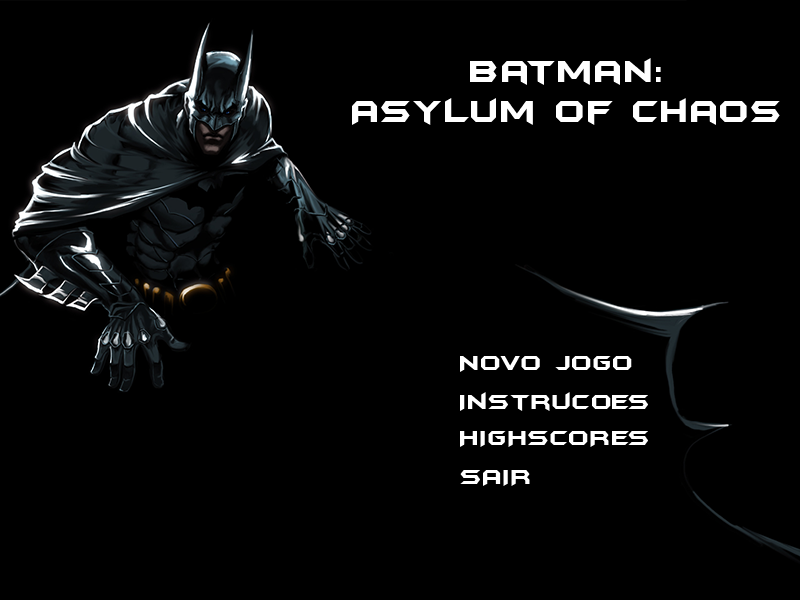 BATMAN:
ASYLUM OF CHAOS
NOVO JOGO
INSTRUCOES
HIGHSCORES
SAIR